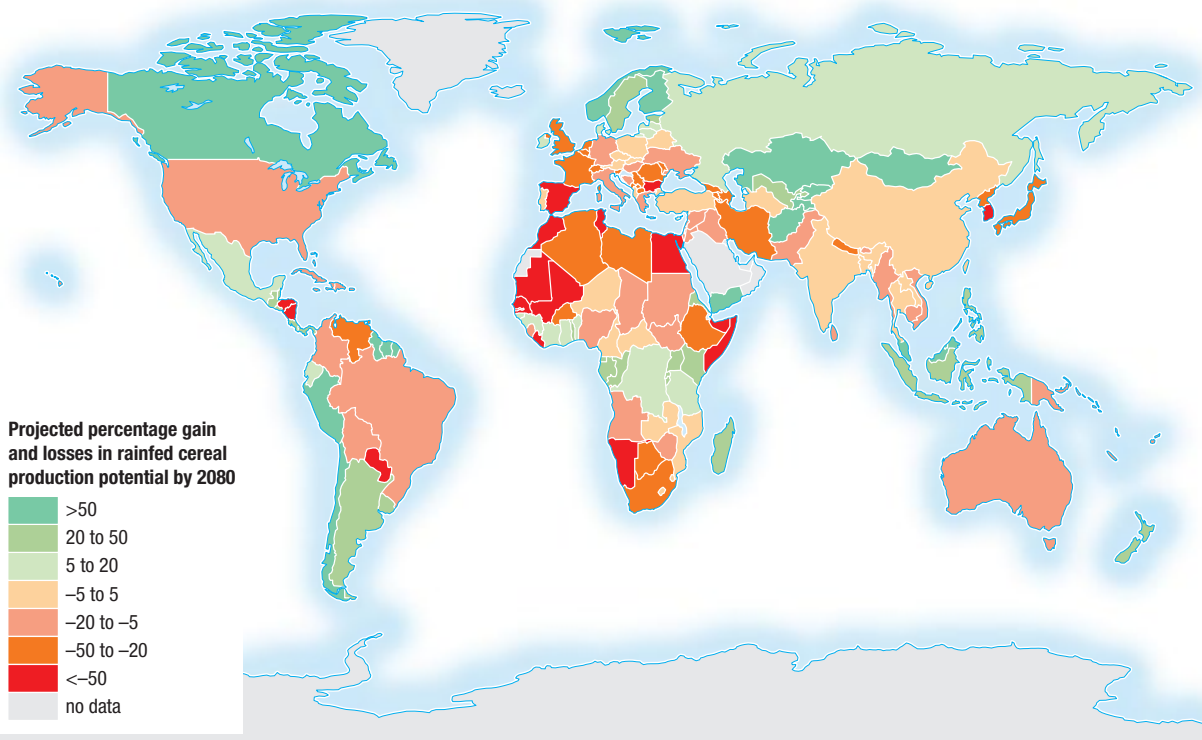 Projected percentage gain
and losses in rainfed cereal
production potential by 2080
>50
20 to 50
5 to 20
–5 to 5
–20 to –5
–50 to –20
<–50
no data